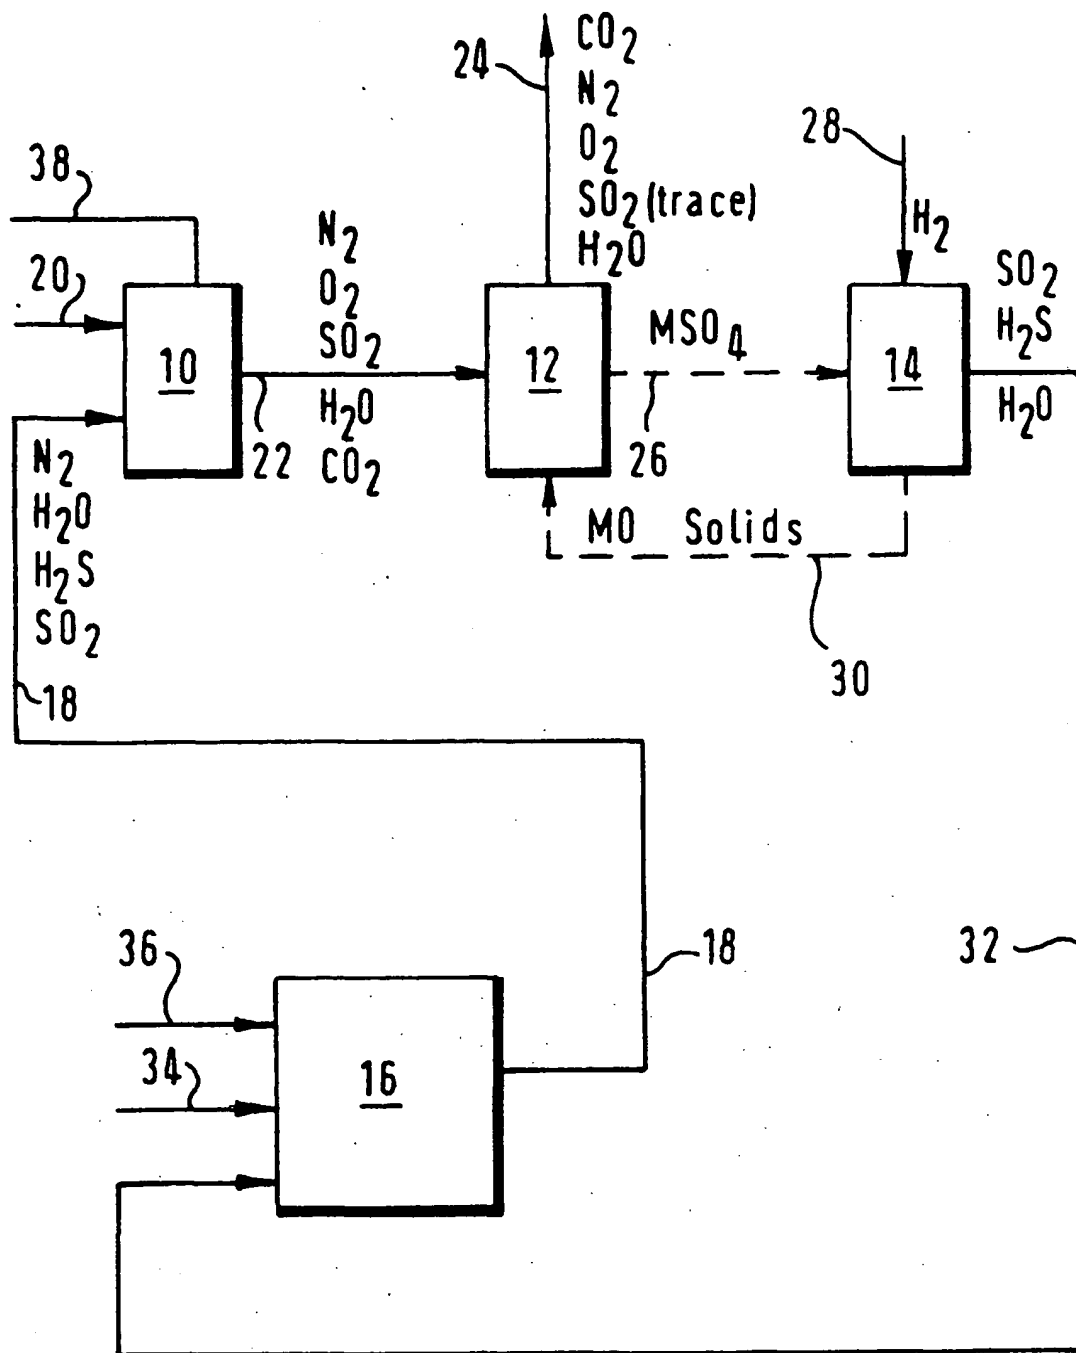 24
CO2
N2
O2
SO2(trace)
H2O
28
H2
38
20
10
N2
O2
SO2
H2O
CO2
22
12
MSO4
26
14
SO2
H2S
H2O
N2
H2O
H2S
SO2
MO Solids
30
18
36
34
16
18
32